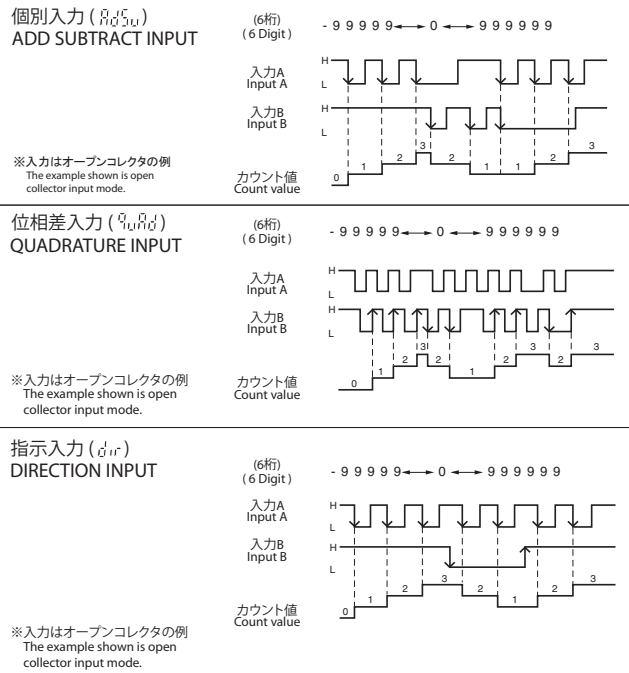 個別入力 ( AdSu )
ADD SUBTRACT INPUT
(6桁)
( 6 Digit )
- 9 9 9 9 9 ←→ 0 ←→ 9 9 9 9 9 9
入力A
Input A
H
L
入力B
Input B
H
L
※入力はオープンコレクタの例
The example shown is open
collector input mode.
カウント値
Count value
0 1 2 3 2 1 1 2 3
位相差入力 ( quAd )
QUADRATURE INPUT
(6桁)
( 6 Digit )
- 9 9 9 9 9 ←→ 0 ←→ 9 9 9 9 9 9
入力A
Input A
H
L
入力B
Input B
H
L
※入力はオープンコレクタの例
The example shown is open
collector input mode.
カウント値
Count value
0 1 2 3 2 1 2 3 2 3
指示入力 ( dir )
DIRECTION INPUT
(6桁)
( 6 Digit )
- 9 9 9 9 9 ←→ 0 ←→ 9 9 9 9 9 9
入力A
Input A
H
L
入力B
Input B
H
L
カウント値
Count value
0 1 2 3 2 1 2 3
※入力はオープンコレクタの例
The example shown is open
collector input mode.